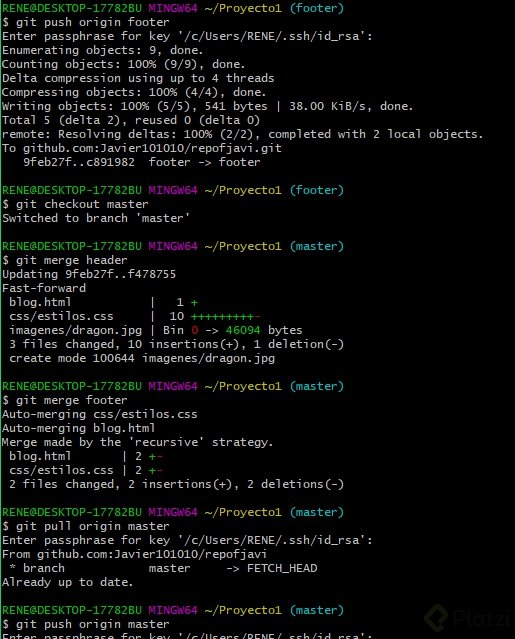 RENE@DESKTOP-17782BU MINGW64 ~/Proyecto1 (footer)
$ git push origin footer
Enter passphrase for key '/c/Users/RENE/.ssh/id_rsa':
Enumerating objects: 9, done.
Counting objects: 100% (9/9), done.
Delta compression using up to 4 threads
Compressing objects: 100% (4/4), done.
Writing objects: 100% (5/5), 541 bytes | 38.00 KiB/s, done.
Total 5 (delta 2), reused 0 (delta 0)
remote: Resolving deltas: 100% (2/2), completed with 2 local objects.
To github.com:Javier101010/repofjavi.git
   9feb27f..c891982  footer -> footer

RENE@DESKTOP-17782BU MINGW64 ~/Proyecto1 (footer)
$ git checkout master
Switched to branch 'master'

RENE@DESKTOP-17782BU MINGW64 ~/Proyecto1 (master)
$ git merge header
Updating 9feb27f..f478755
Fast-forward
 blog.html           |   1 +
 css/estilos.css     |  10 +++++++++-
 imagenes/dragon.jpg | Bin 0 -> 46094 bytes
 3 files changed, 10 insertions(+), 1 deletion(-)
 create mode 100644 imagenes/dragon.jpg

RENE@DESKTOP-17782BU MINGW64 ~/Proyecto1 (master)
$ git merge footer
Auto-merging css/estilos.css
Auto-merging blog.html
Merge made by the 'recursive' strategy.
 blog.html       | 2 +-
 css/estilos.css | 2 +-
 2 files changed, 2 insertions(+), 2 deletions(-)

RENE@DESKTOP-17782BU MINGW64 ~/Proyecto1 (master)
$ git pull origin master
Enter passphrase for key '/c/Users/RENE/.ssh/id_rsa':
From github.com:Javier101010/repofjavi
 * branch            master     -> FETCH_HEAD
Already up to date.

RENE@DESKTOP-17782BU MINGW64 ~/Proyecto1 (master)
$ git push origin master
Enter passphrase for key '/c/Users/RENE/.ssh/id_rsa':
Platzi